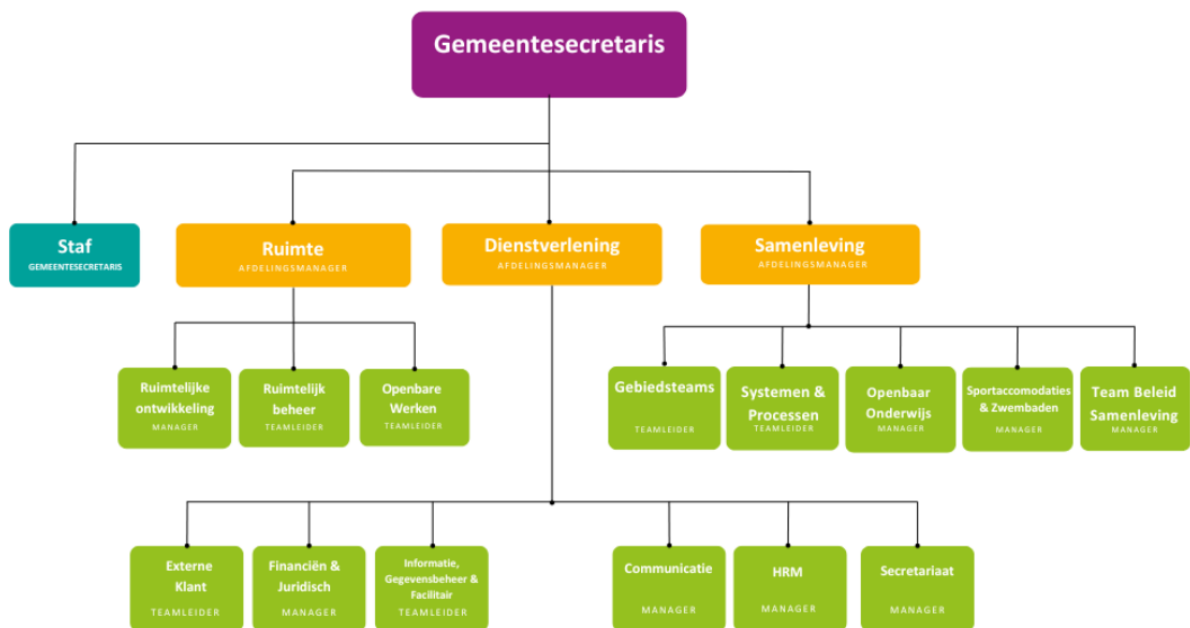 Gemeentesecretaris
Staf
GEMEENTESECRETARIS
Ruimte
AFDELINGSMANAGER
Dienstverlening
AFDELINGSMANAGER
Samenleving
AFDELINGSMANAGER
Ruimtelijke
ontwikkeling
MANAGER
Ruimtelijk
beheer
TEAMLEIDER
Openbare
Werken
TEAMLEIDER
Gebiedsteams
TEAMLEIDER
Systemen &
Processen
TEAMLEIDER
Openbaar
Onderwijs
MANAGER
Sportaccomodaties
& Zwembaden
MANAGER
Team Beleid
Samenleving
MANAGER
Externe
Klant
TEAMLEIDER
Financiën &
Juridisch
MANAGER
Informatie,
Gegevensbeheer &
Facilitair
TEAMLEIDER
Communicatie
MANAGER
HRM
MANAGER
Secretariaat
MANAGER